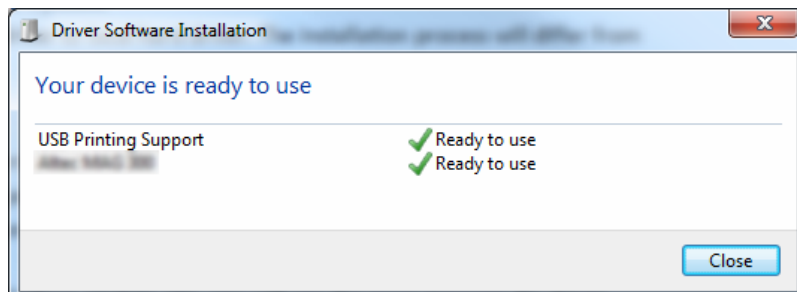 Driver Software Installation
Your device is ready to use
USB Printing Support Ready to use
Ready to use
Close